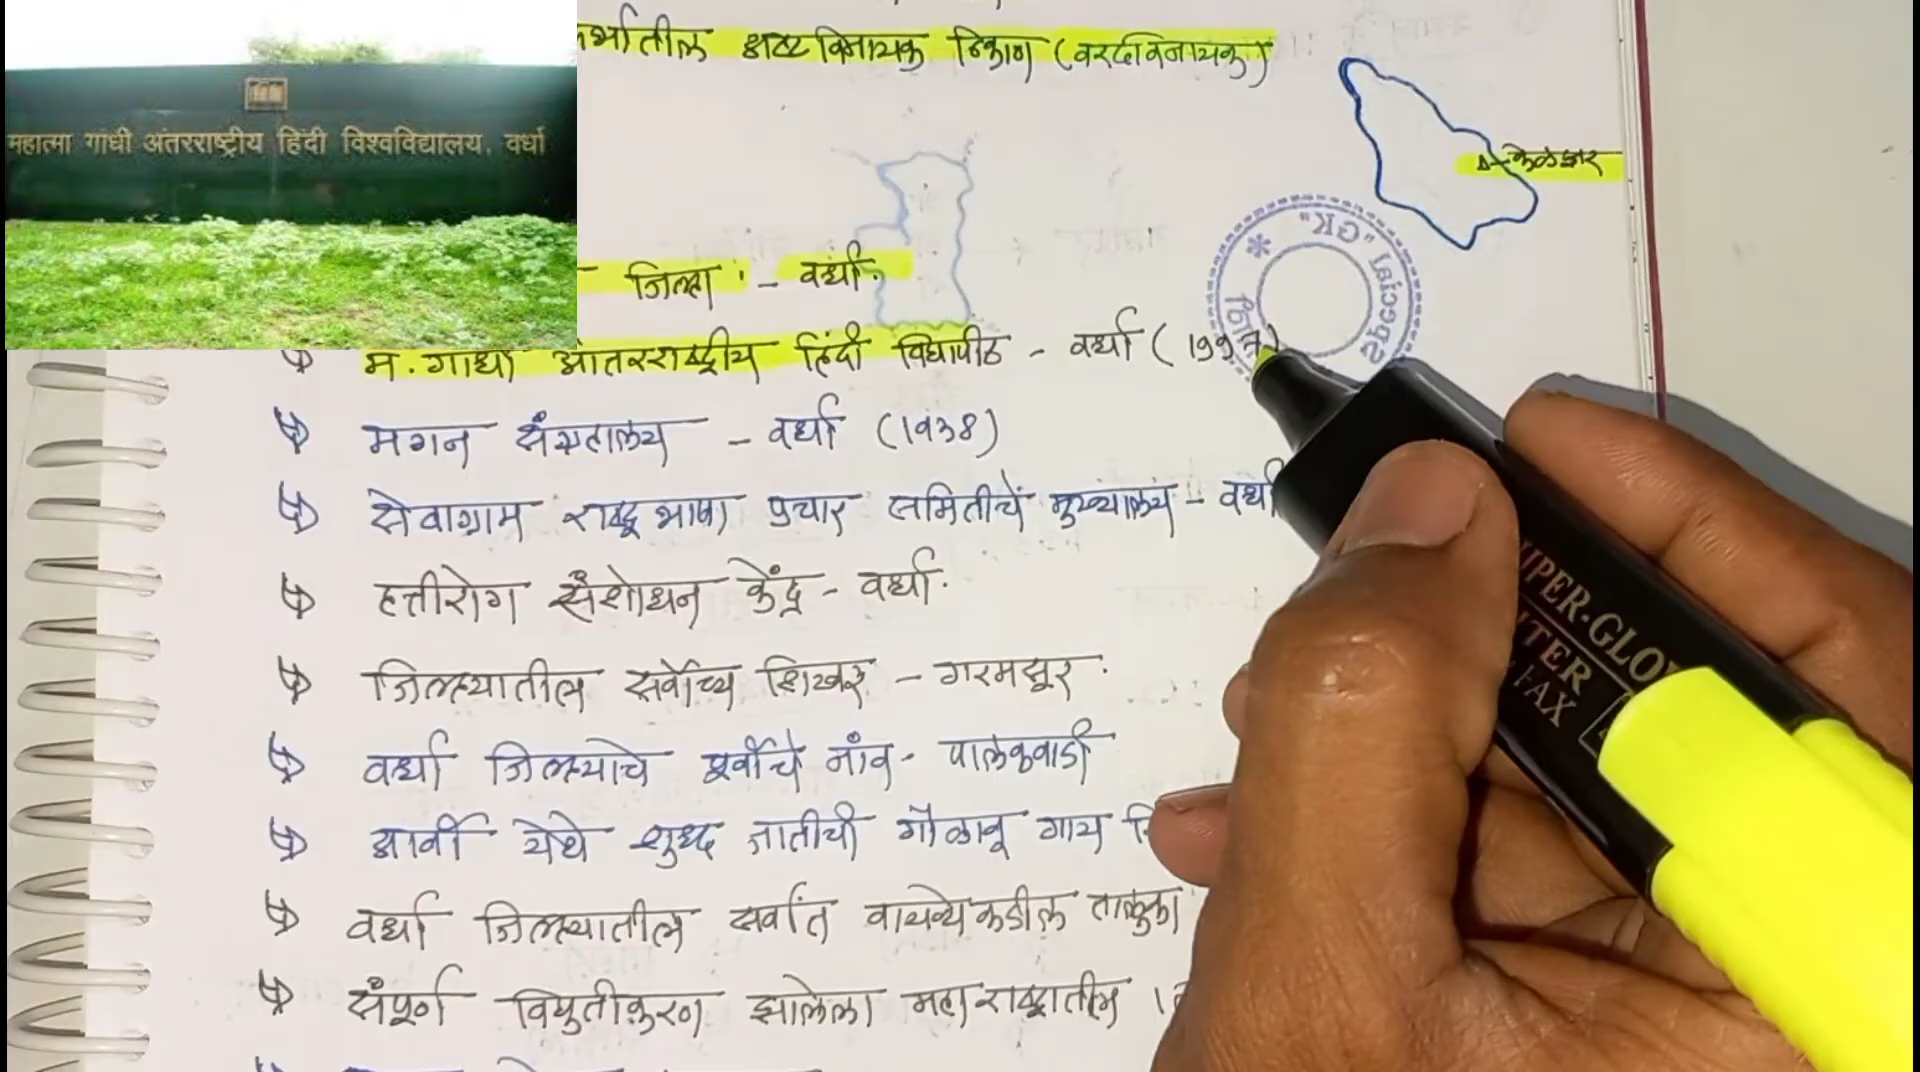 र्भातील अष्टविनायक ठिकाण (वरदविनायक)
महात्मा गांधी अंतरराष्ट्रीय हिंदी विश्वविद्यालय, वर्धा
केळझर
जिल्हा :- वर्धा.
"GK" Special
म. गांधी आंतरराष्ट्रीय हिंदी विद्यापीठ - वर्धा (1997)
मगन संग्रहालय - वर्धा (1938)
सेवाग्राम राष्ट्रभाषा प्रचार समितीचें मुख्यालय - वर्धा
हत्तीरोग संशोधन केंद्र - वर्धा.
जिल्ह्यातील सर्वोच्च शिखर - गरमसूर.
वर्धा जिल्ह्याचे पूर्वीचे नांव - पालकवाडी
आर्वी येथे शुध्द जातीची गौळावू गाय
वर्धा जिल्ह्यातील सर्वात वायव्येकडील तालुका
संपूर्ण विद्युतीकरण झालेला महाराष्ट्रातील